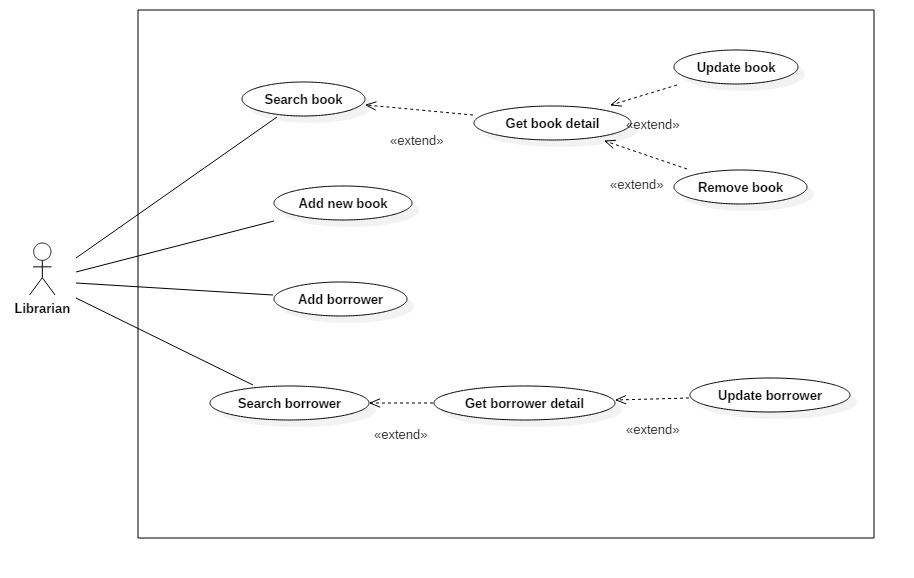 Update book
Search book
Get book detail
«extend»
«extend»
«extend»
Remove book
Add new book
Librarian
Add borrower
Search borrower
Get borrower detail
Update borrower
«extend»
«extend»